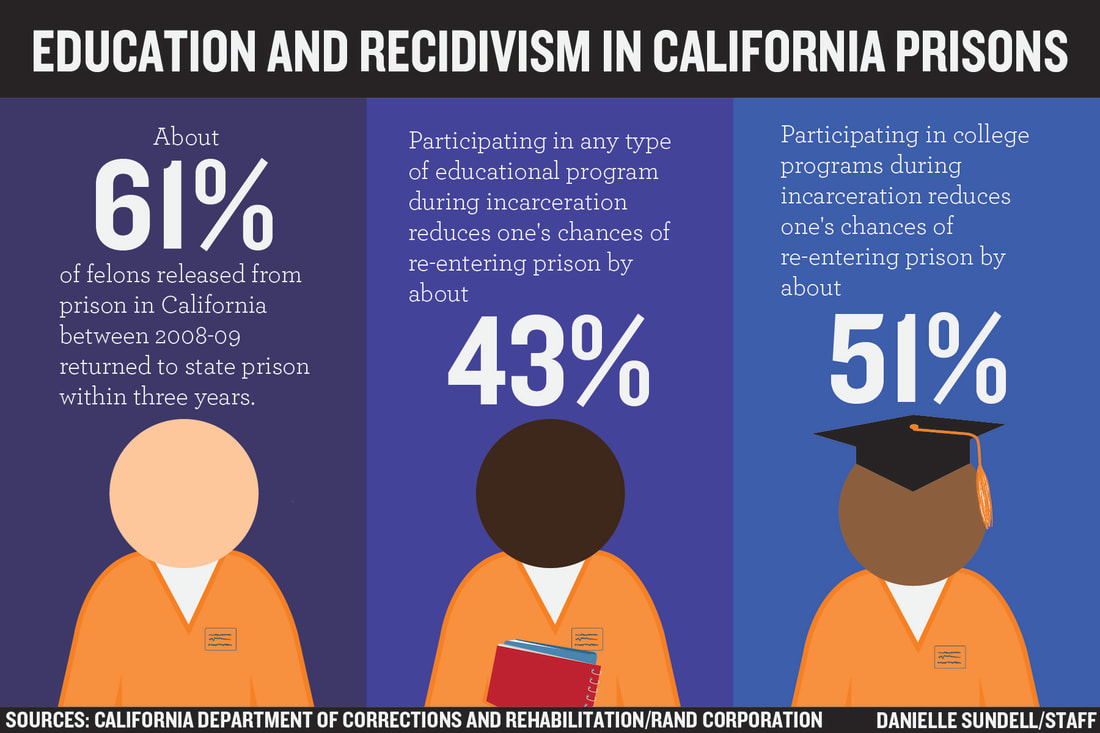 EDUCATION AND RECIDIVISM IN CALIFORNIA PRISONS
About
61%
of felons released from
prison in California
between 2008-09
returned to state prison
within three years.
Participating in any type
of educational program
during incarceration
reduces one's chances of
re-entering prison by
about
43%
Participating in college
programs during
incarceration reduces
one's chances of
re-entering prison by
about
51%
SOURCES: CALIFORNIA DEPARTMENT OF CORRECTIONS AND REHABILITATION/RAND CORPORATION
DANIELLE SUNDELL/STAFF